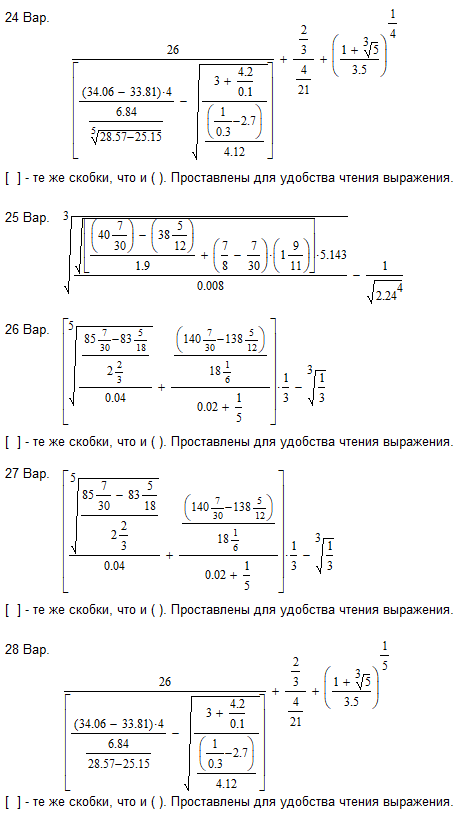 24 Вар.
\frac{26}{\left[\frac{(34.06-33.81)·4}{\frac{6.84}{\sqrt[5]{28.57-25.15}}}-\sqrt{\frac{3+\frac{4.2}{0.1}}{\frac{\left(\frac{1}{0.3}-2.7\right)}{4.12}}}\right]}+\frac{\frac{2}{3}}{\frac{4}{21}}+\left(\frac{1+\sqrt[3]{5}}{3.5}\right)^{\frac{1}{4}}
[ ] - те же скобки, что и ( ). Проставлены для удобства чтения выражения.
25 Вар.
\sqrt[3]{\frac{\sqrt{\left[\frac{\left(40\frac{7}{30}\right)-\left(38\frac{5}{12}\right)}{1.9}+\left(\frac{7}{8}-\frac{7}{30}\right)·\left(1\frac{9}{11}\right)\right]}·5.143}{0.008}}-\frac{1}{\sqrt{2.24^4}}
26 Вар.
\left[\sqrt[5]{\frac{\frac{85\frac{7}{30}-83\frac{5}{18}}{2\frac{2}{3}}}{0.04}}+\frac{\frac{\left(140\frac{7}{30}-138\frac{5}{12}\right)}{18\frac{1}{6}}}{0.02+\frac{1}{5}}\right]·\frac{1}{3}-\sqrt[3]{\frac{1}{3}}
[ ] - те же скобки, что и ( ). Проставлены для удобства чтения выражения.
27 Вар.
\left[\frac{\sqrt[5]{\frac{85\frac{7}{30}-83\frac{5}{18}}{2\frac{2}{3}}}}{0.04}+\frac{\frac{\left(140\frac{7}{30}-138\frac{5}{12}\right)}{18\frac{1}{6}}}{0.02+\frac{1}{5}}\right]·\frac{1}{3}-\sqrt[3]{\frac{1}{3}}
[ ] - те же скобки, что и ( ). Проставлены для удобства чтения выражения.
28 Вар.
\frac{26}{\left[\frac{(34.06-33.81)·4}{\frac{6.84}{28.57-25.15}}-\sqrt{\frac{3+\frac{4.2}{0.1}}{\frac{\left(\frac{1}{0.3}-2.7\right)}{4.12}}}\right]}+\frac{\frac{2}{3}}{\frac{4}{21}}+\left(\frac{1+\sqrt[3]{5}}{3.5}\right)^{\frac{1}{5}}
[ ] - те же скобки, что и ( ). Проставлены для удобства чтения выражения.